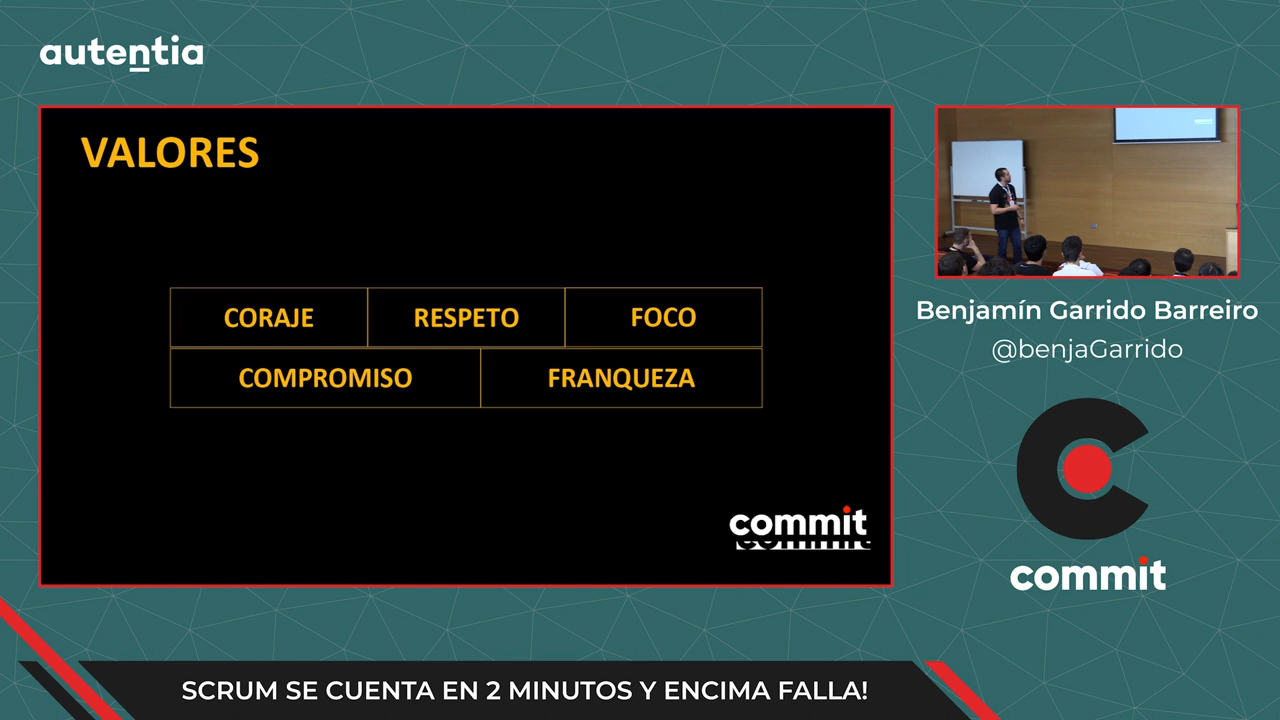 autentia
VALORES
CORAJE RESPETO FOCO
COMPROMISO FRANQUEZA
commit
Benjamín Garrido Barreiro
@benjaGarrido
commit
SCRUM SE CUENTA EN 2 MINUTOS Y ENCIMA FALLA!